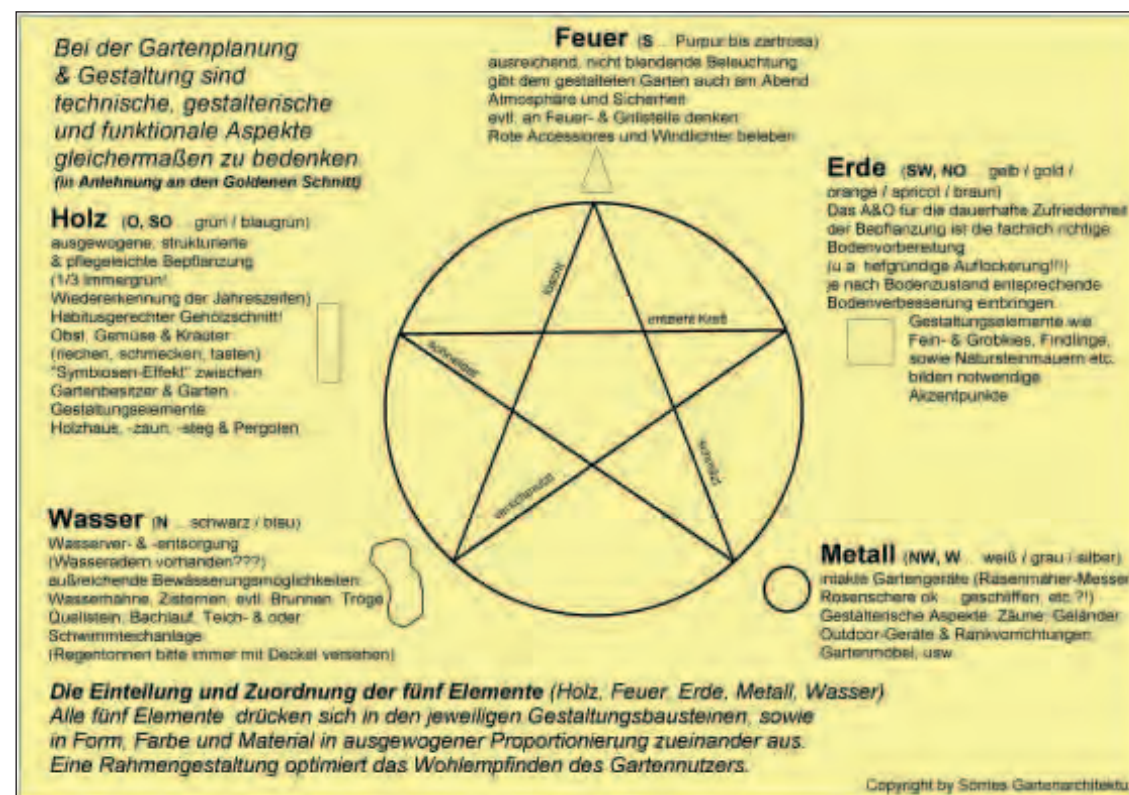 Bei der Gartenplanung
& Gestaltung sind
technische, gestalterische
und funktionale Aspekte
gleichermaßen zu bedenken
(in Anlehnung an den Goldenen Schnitt)
Feuer (S ... Purpur bis zartrosa)
ausreichend, nicht blendende Beleuchtung
gibt dem gestalteten Garten auch am Abend
Atmosphäre und Sicherheit
evtl. an Feuer- & Grillstelle denken
Rote Accessiores und Windlichter beleben
Erde (SW, NO ... gelb / gold /
orange / apricot / braun)
Das A&O für die dauerhafte Zufriedenheit
der Bepflanzung ist die fachlich richtige
Bodenvorbereitung
(u.a. tiefgründige Auflockerung!!!)
je nach Bodenzustand entsprechende
Bodenverbesserung einbringen.
Gestaltungselemente wie
Fein- & Grobkies, Findlinge,
sowie Natursteinmauern etc.
bilden notwendige
Akzentpunkte
Holz (O, SO ... grün / blaugrün)
ausgewogene, strukturierte
& pflegeleichte Bepflanzung
(1/3 Immergrün!
Wiedererkennung der Jahreszeiten)
Habitusgerechter Gehölzschnitt!
Obst, Gemüse & Kräuter
(riechen, schmecken, tasten)
"Symbiosen-Effekt" zwischen
Gartenbesitzer & Garten
Gestaltungselemente
Holzhaus, -zaun, -steg & Pergolen
löscht
entzieht Kraft
schneidet
schmilzt
verschmutzt
Wasser (N ... schwarz / blau)
Wasserver- & -entsorgung
(Wasseradern vorhanden???)
außreichende Bewässerungsmöglichkeiten
Wasserhähne, Zisternen, evtl. Brunnen, Tröge
Quellstein, Bachlauf, Teich- & oder
Schwimmteichanlage
(Regentonnen bitte immer mit Deckel versehen)
Metall (NW, W ... weiß / grau / silber)
intakte Gartengeräte (Rasenmäher-Messer
Rosenschere ok ... geschliffen, etc.?!)
Gestalterische Aspekte: Zäune, Geländer
Outdoor-Geräte & Rankvorrichtungen
Gartenmöbel, usw.
Die Einteilung und Zuordnung der fünf Elemente (Holz, Feuer, Erde, Metall, Wasser)
Alle fünf Elemente drücken sich in den jeweiligen Gestaltungsbausteinen, sowie
in Form, Farbe und Material in ausgewogener Proportionierung zueinander aus.
Eine Rahmengestaltung optimiert das Wohlempfinden des Gartennutzers.
Copyright by Sörries Gartenarchitektu